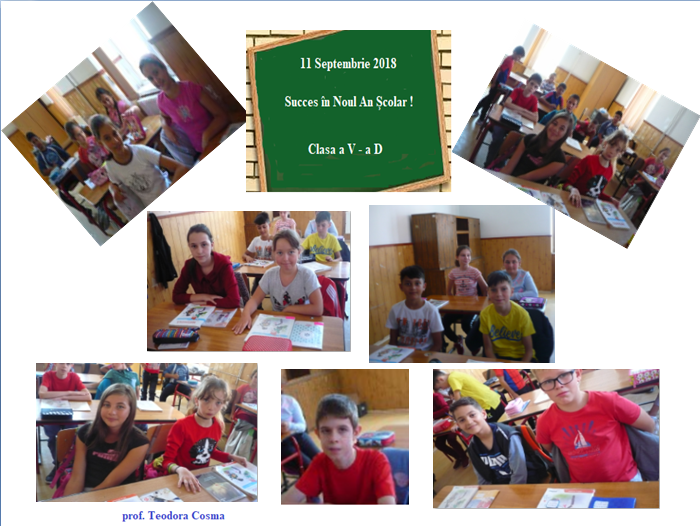 11 Septembrie 2018
Succes în Noul An Școlar !
Clasa a V - a D
prof. Teodora Cosma